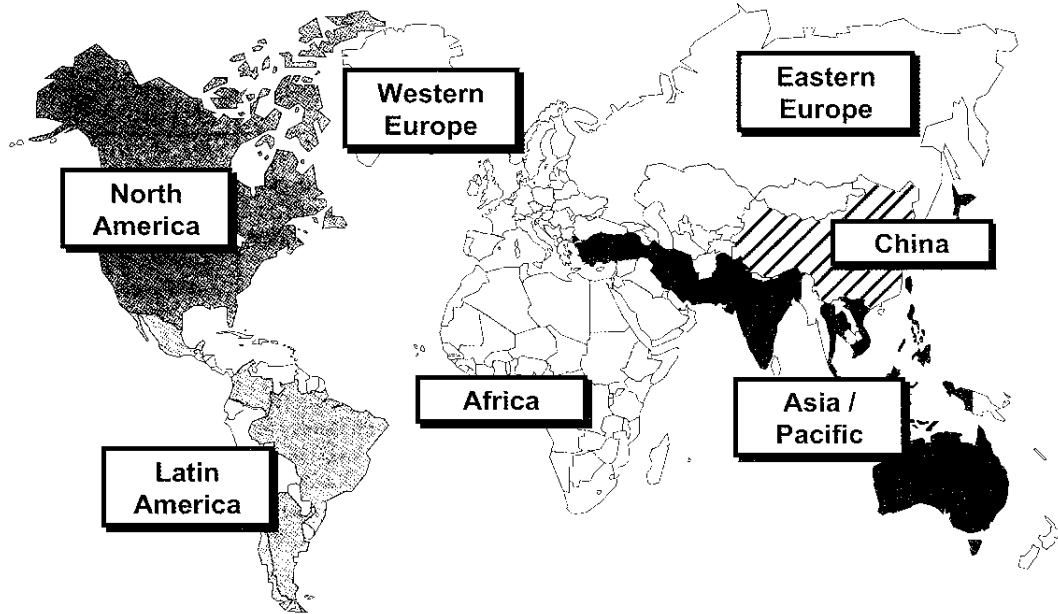 Western
Europe
Eastern
Europe
North
America
China
Africa
Asia /
Pacific
Latin
America